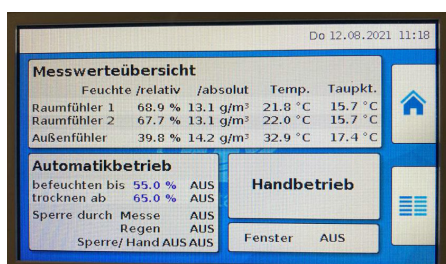 Do 12.08.2021 11:18
Messwerteübersicht
Feuchte /relativ /absolut Temp. Taupkt.
Raumfühler 1 68.9 % 13.1 g/m³ 21.8 °C 15.7 °C
Raumfühler 2 67.7 % 13.1 g/m³ 22.0 °C 15.7 °C
Außenfühler 39.8 % 14.2 g/m³ 32.9 °C 17.4 °C
Automatikbetrieb
befeuchten bis 55.0 % AUS
trocknen ab 65.0 % AUS
Sperre durch Messe AUS
Regen AUS
Sperre/ Hand AUS AUS
Handbetrieb
Fenster AUS